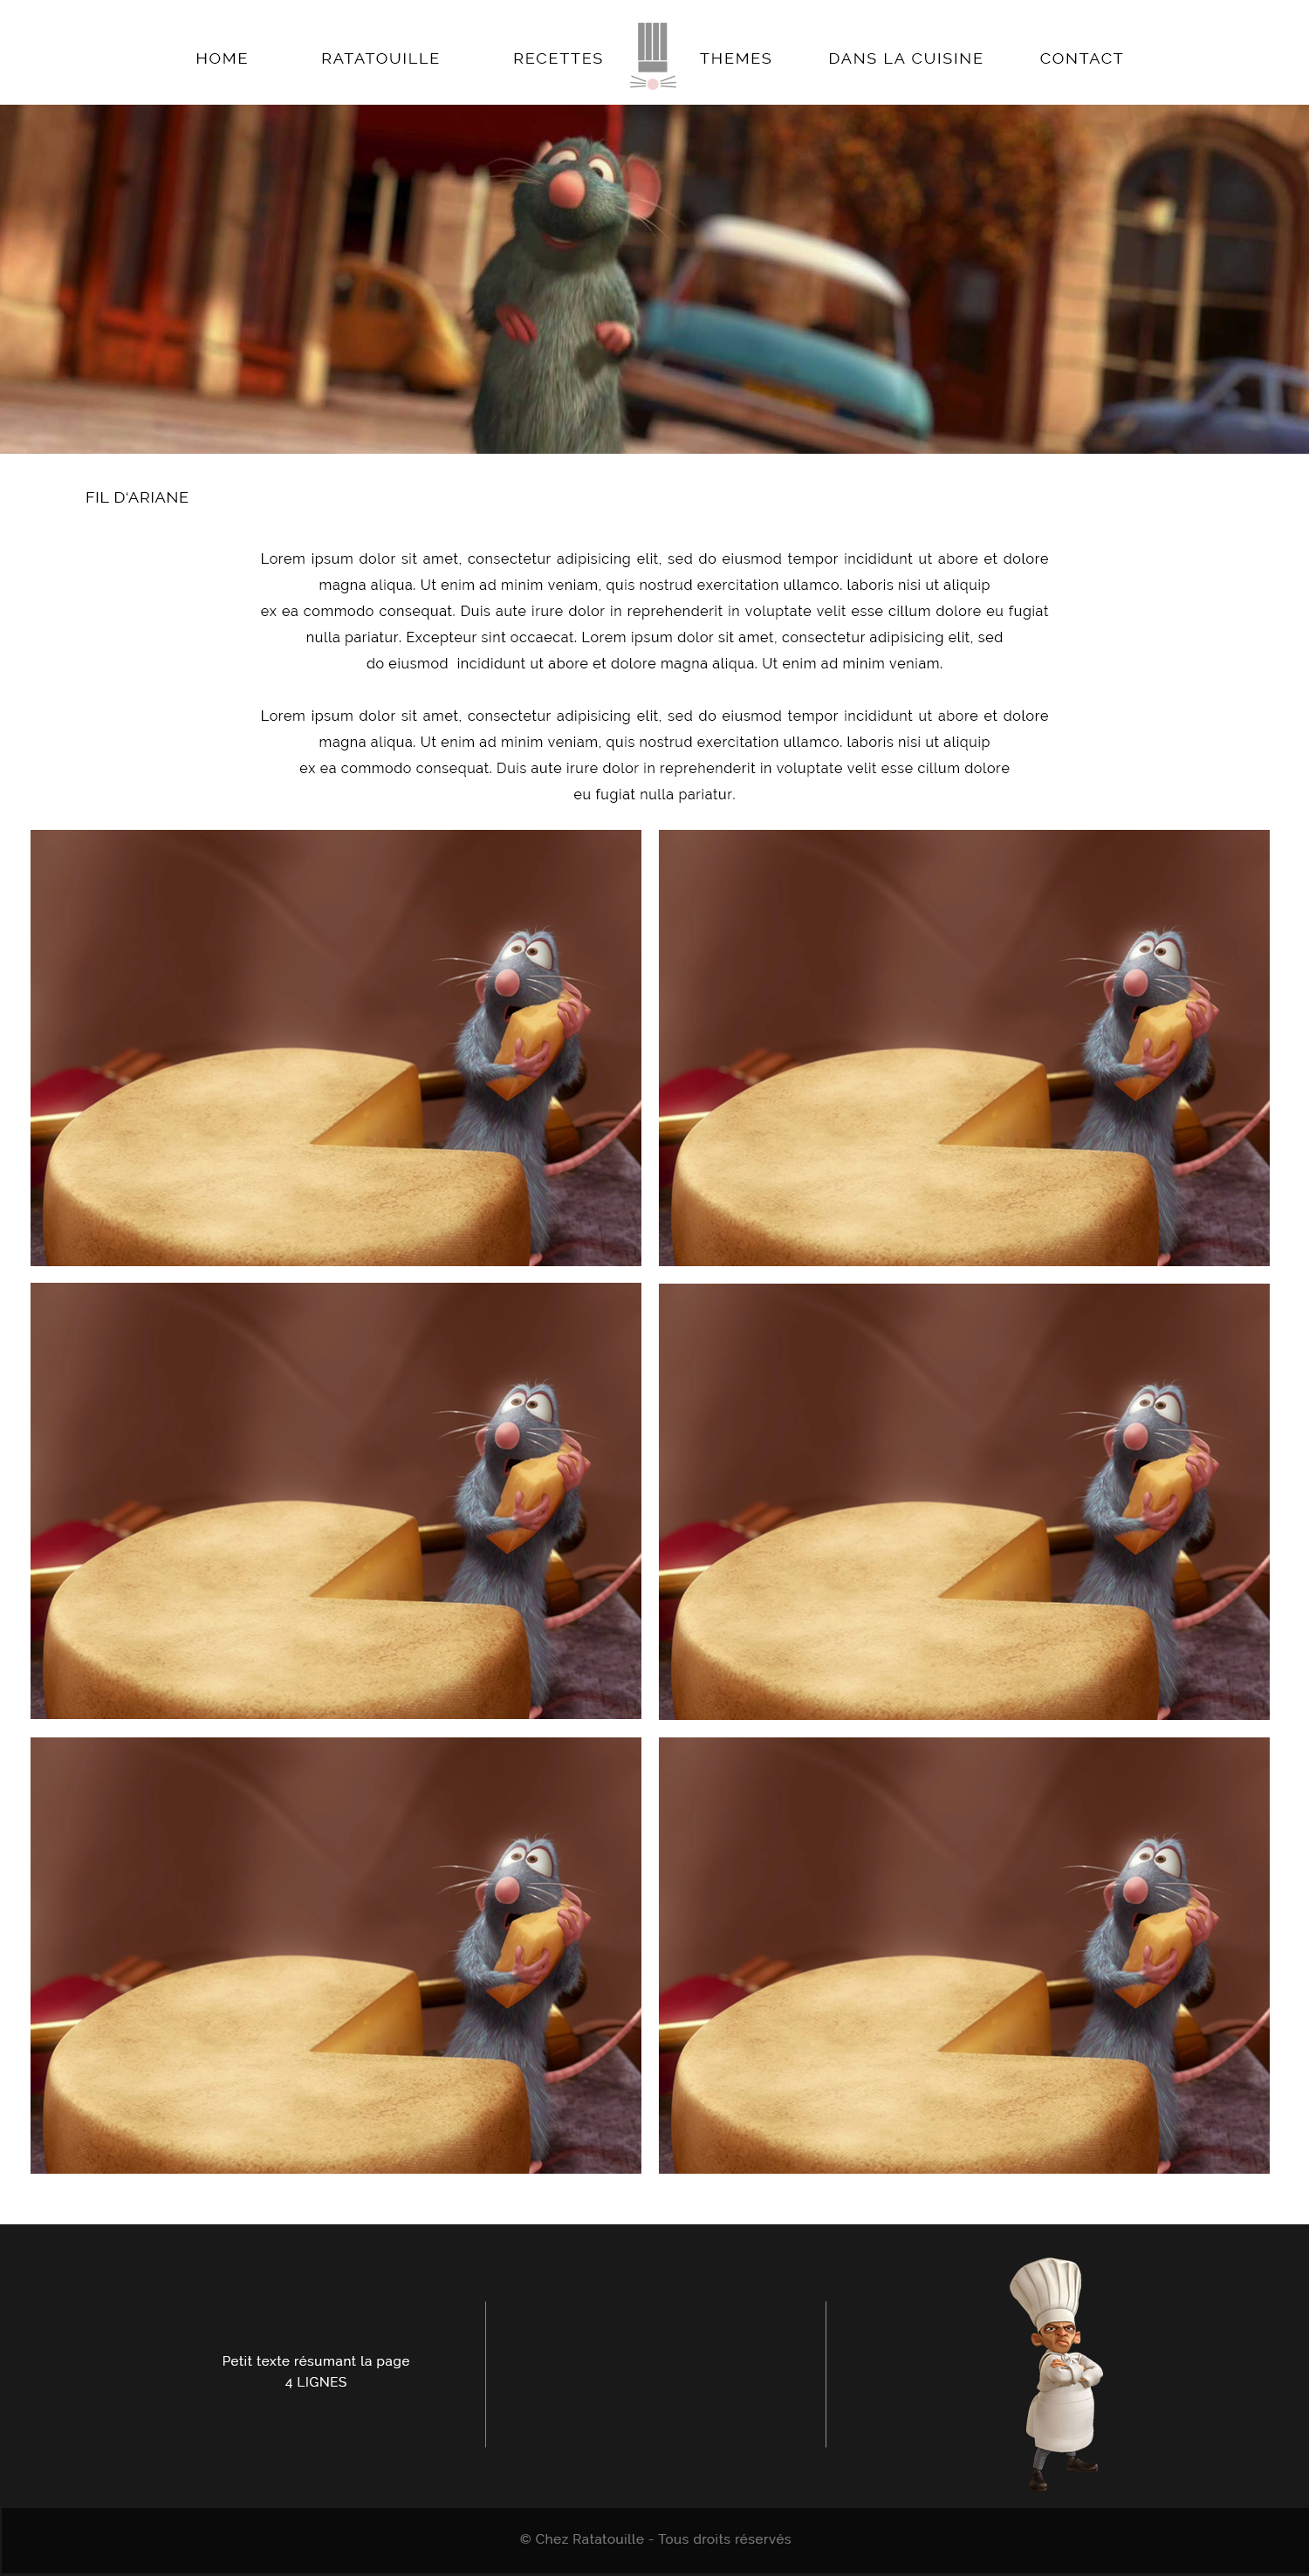 HOME RATATOUILLE RECETTES THEMES DANS LA CUISINE CONTACT
FIL D'ARIANE
Lorem ipsum dolor sit amet, consectetur adipisicing elit, sed do eiusmod tempor incididunt ut abore et dolore
magna aliqua. Ut enim ad minim veniam, quis nostrud exercitation ullamco. laboris nisi ut aliquip
ex ea commodo consequat. Duis aute irure dolor in reprehenderit in voluptate velit esse cillum dolore eu fugiat
nulla pariatur. Excepteur sint occaecat. Lorem ipsum dolor sit amet, consectetur adipisicing elit, sed
do eiusmod  incididunt ut abore et dolore magna aliqua. Ut enim ad minim veniam.
Lorem ipsum dolor sit amet, consectetur adipisicing elit, sed do eiusmod tempor incididunt ut abore et dolore
magna aliqua. Ut enim ad minim veniam, quis nostrud exercitation ullamco. laboris nisi ut aliquip
ex ea commodo consequat. Duis aute irure dolor in reprehenderit in voluptate velit esse cillum dolore
eu fugiat nulla pariatur.
Petit texte résumant la page
4 LIGNES
© Chez Ratatouille - Tous droits réservés